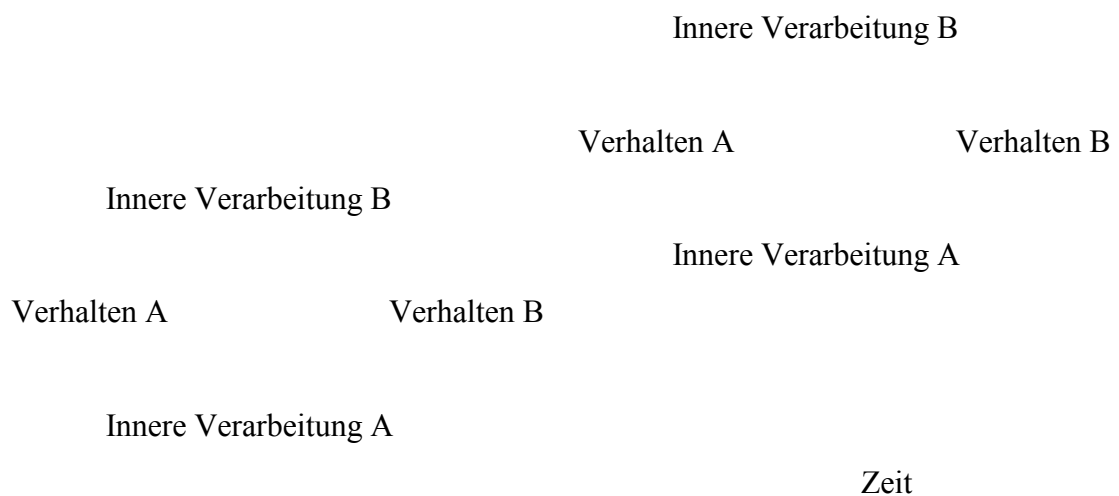 Innere Verarbeitung B
Verhalten A Verhalten B
Innere Verarbeitung B
Innere Verarbeitung A
Verhalten A Verhalten B
Innere Verarbeitung A
Zeit